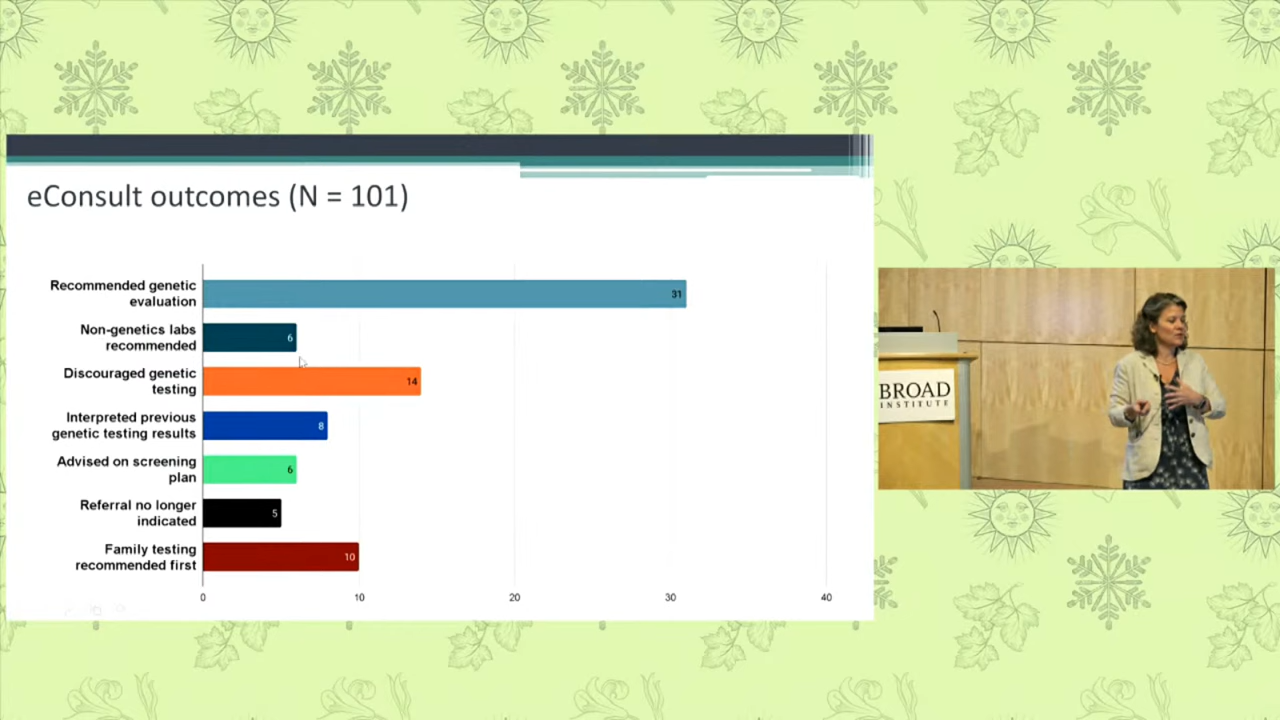 eConsult outcomes (N = 101)
Recommended genetic
evaluation
31
Non-genetics labs
recommended
6
Discouraged genetic
testing
14
Interpreted previous
genetic testing results
8
Advised on screening
plan
6
Referral no longer
indicated
5
Family testing
recommended first
10
0
10
20
30
40
BROAD
INSTITUTE